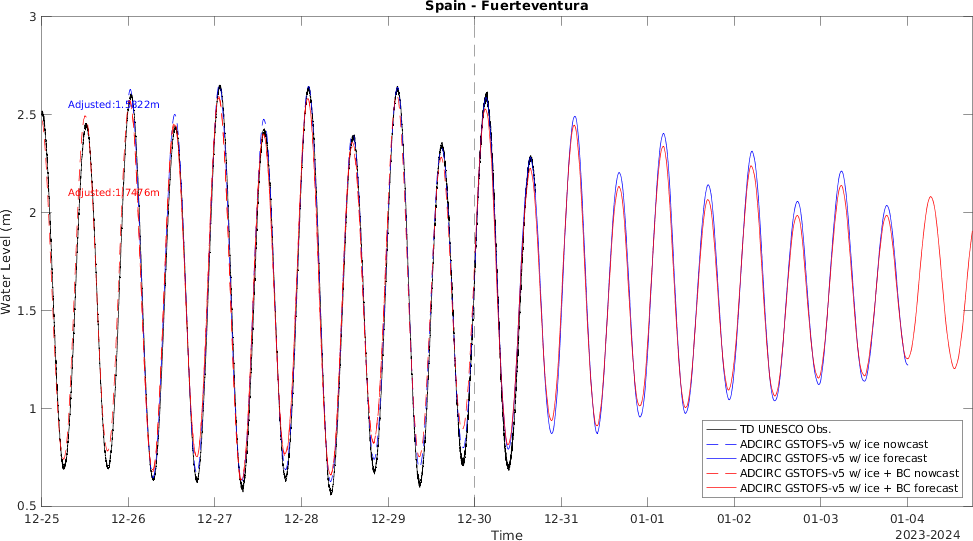 Spain - Fuerteventura
3
2.5
2
1.5
1
0.5
Water Level (m)
Adjusted:1.5822m
Adjusted:1.7476m
TD UNESCO Obs.
ADCIRC GSTOFS-v5 w/ ice nowcast
ADCIRC GSTOFS-v5 w/ ice forecast
ADCIRC GSTOFS-v5 w/ ice + BC nowcast
ADCIRC GSTOFS-v5 w/ ice + BC forecast
12-25 12-26 12-27 12-28 12-29 12-30 12-31 01-01 01-02 01-03 01-04
Time
2023-2024